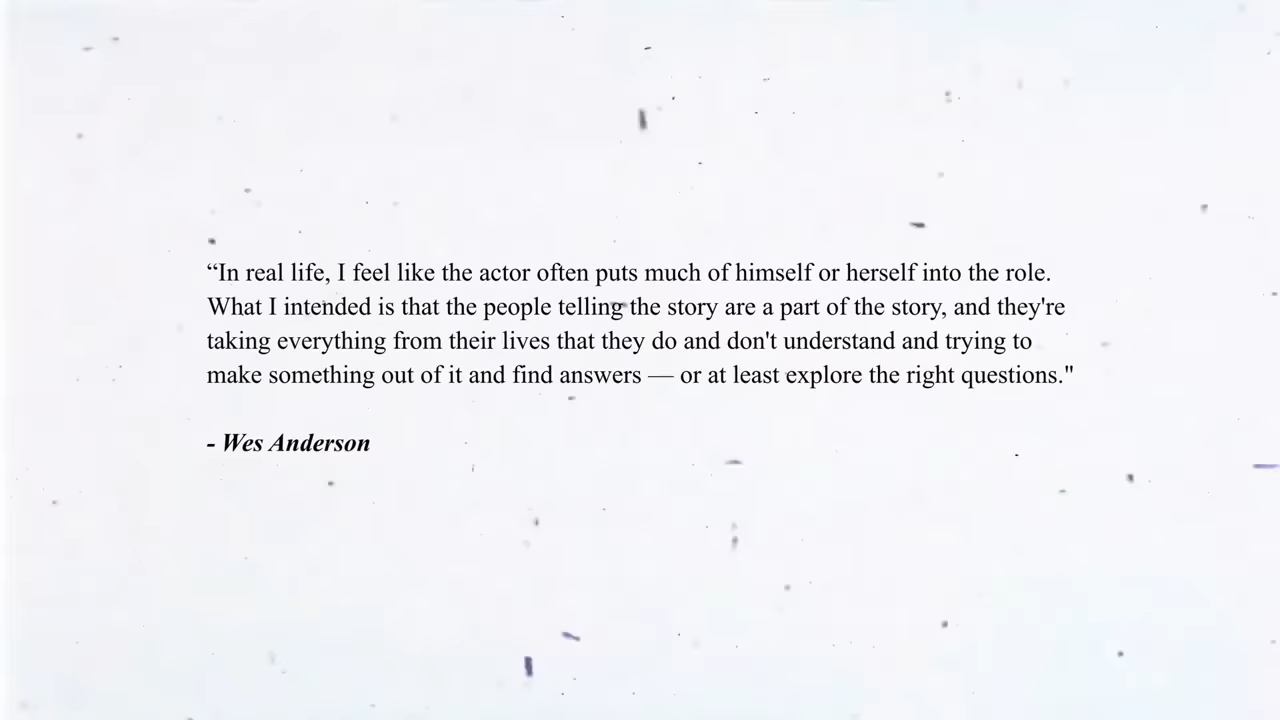 “In real life, I feel like the actor often puts much of himself or herself into the role.
What I intended is that the people telling the story are a part of the story, and they're
taking everything from their lives that they do and don't understand and trying to
make something out of it and find answers — or at least explore the right questions."
- Wes Anderson